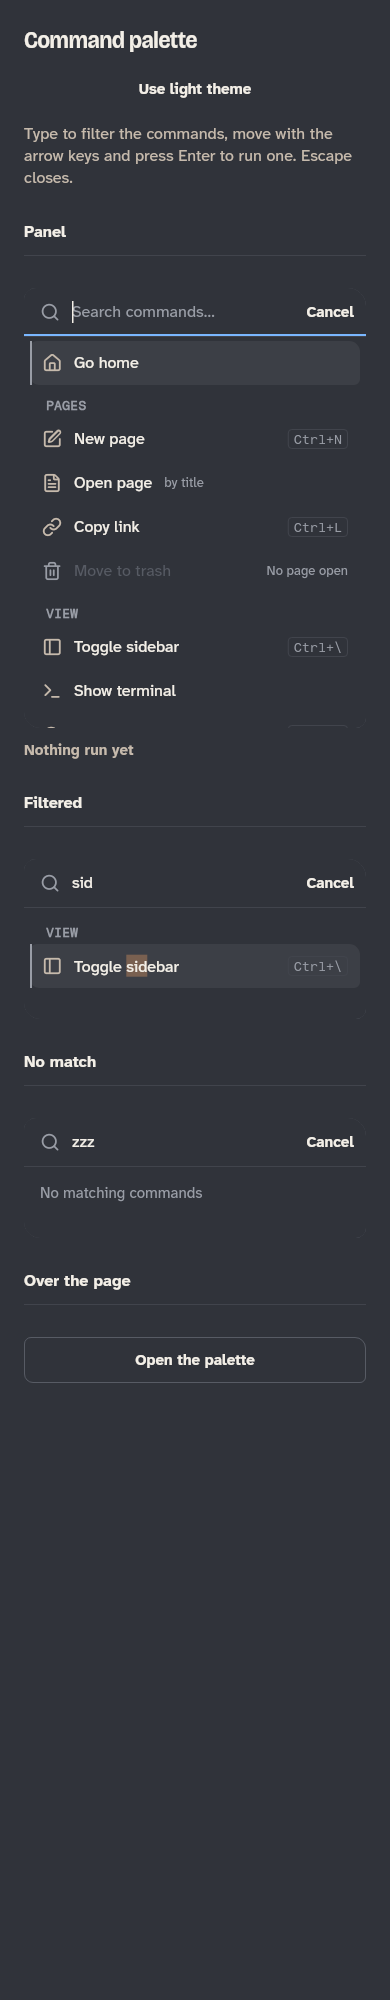 Command palette
Use light theme
Type to filter the commands, move with the
arrow keys and press Enter to run one. Escape
closes.
Panel
Search commands...
Cancel
Go home
PAGES
New page
Ctrl+N
Open page by title
Copy link
Ctrl+L
Move to trash
No page open
VIEW
Toggle sidebar
Ctrl+\
Show terminal
Nothing run yet
Filtered
sid
Cancel
VIEW
Toggle sidebar
Ctrl+\
No match
zzz
Cancel
No matching commands
Over the page
Open the palette